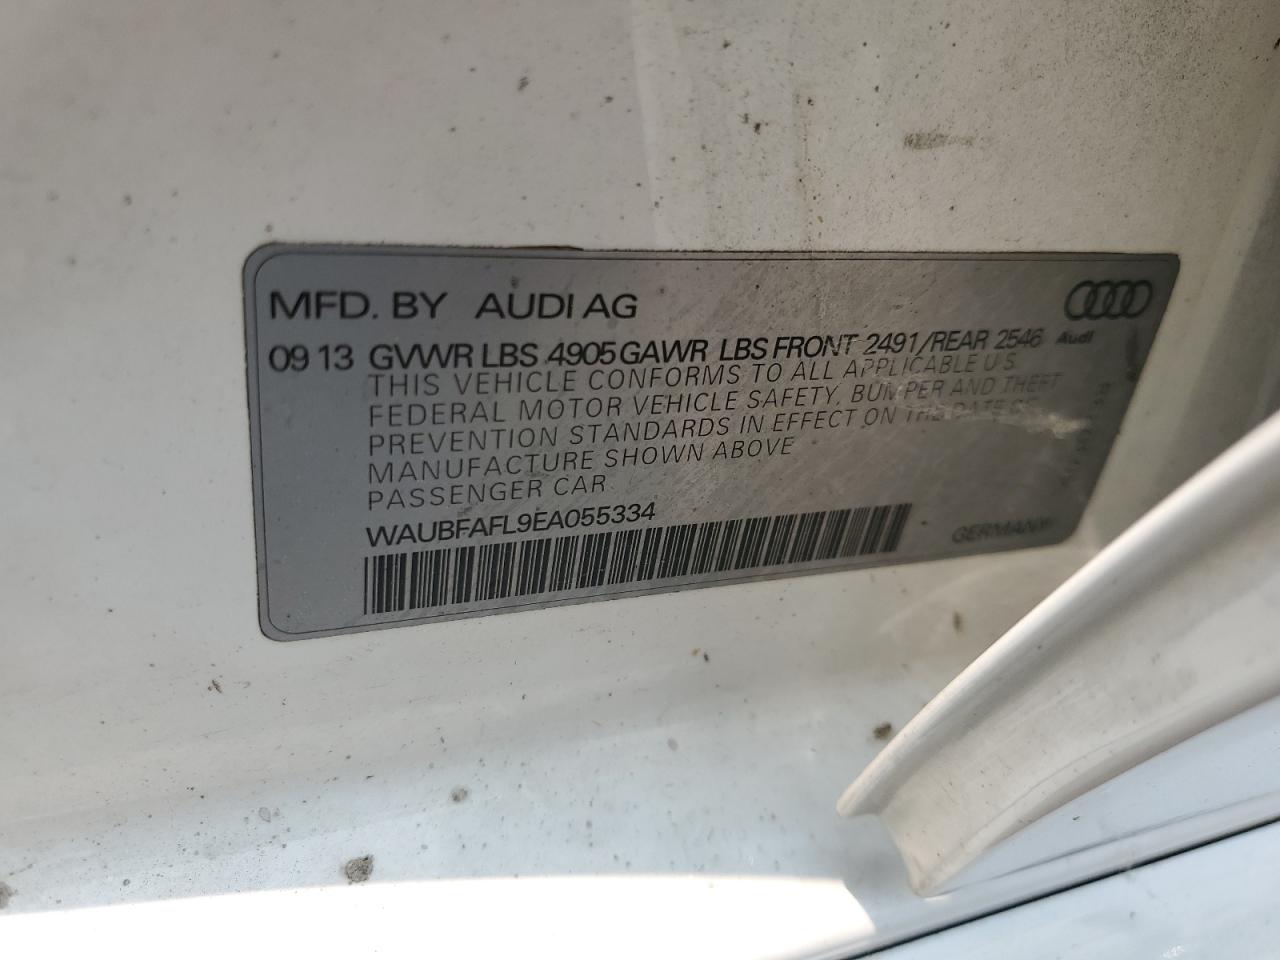 MFD. BY AUDI AG
09 13 GVWR LBS 4905 GAWR LBS FRONT 2491/REAR 2546 Audi
THIS VEHICLE CONFORMS TO ALL APPLICABLE U.S.
FEDERAL MOTOR VEHICLE SAFETY, BUMPER AND THEFT
PREVENTION STANDARDS IN EFFECT ON THE DATE OF
MANUFACTURE SHOWN ABOVE
PASSENGER CAR
WAUBFAFL9EA055334
GERMANY